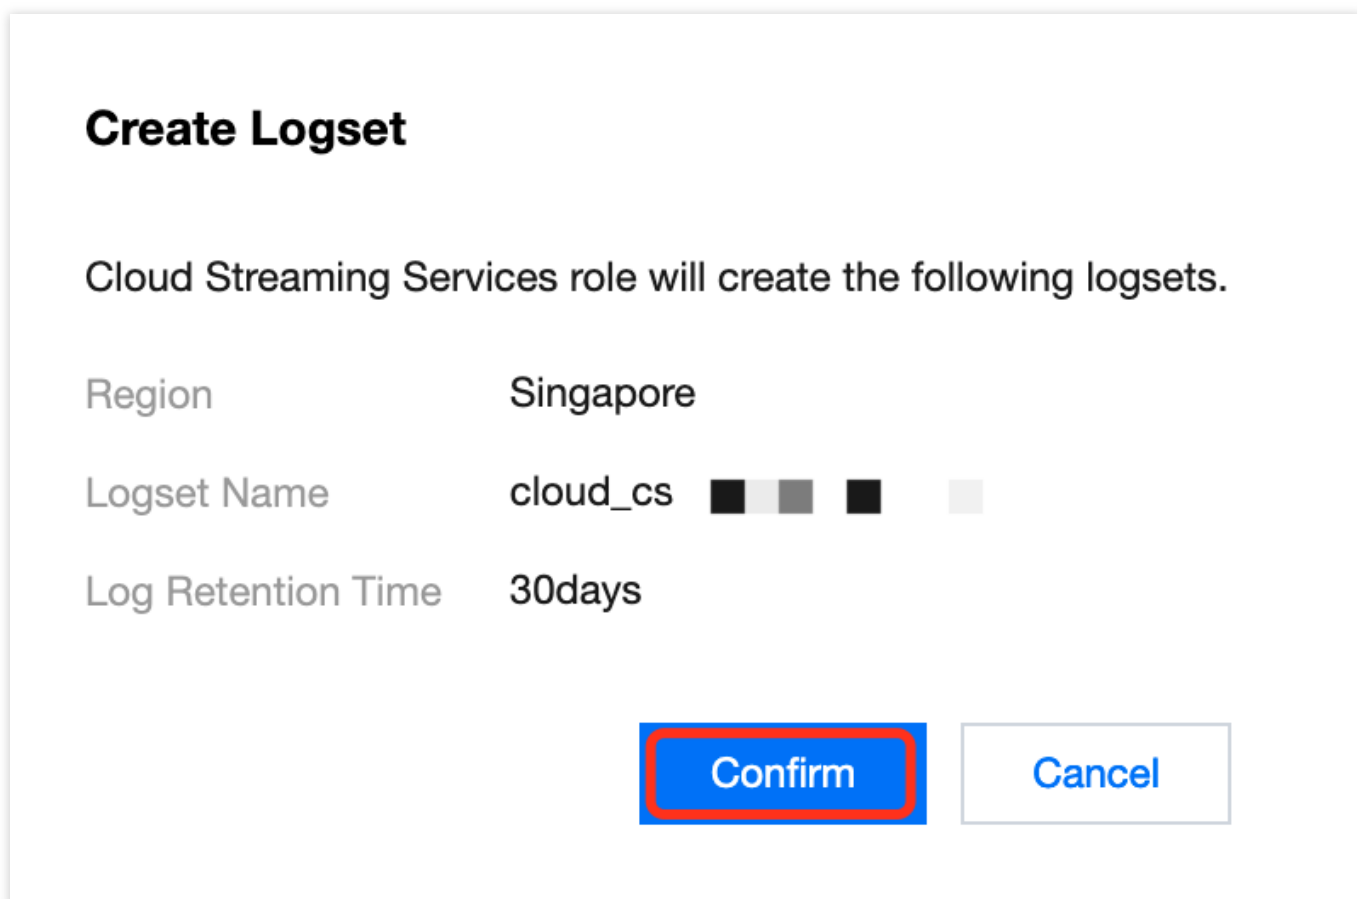 Create Logset
Cloud Streaming Services role will create the following logsets.
Region Singapore
Logset Name cloud_cs
Log Retention Time 30days
Confirm Cancel